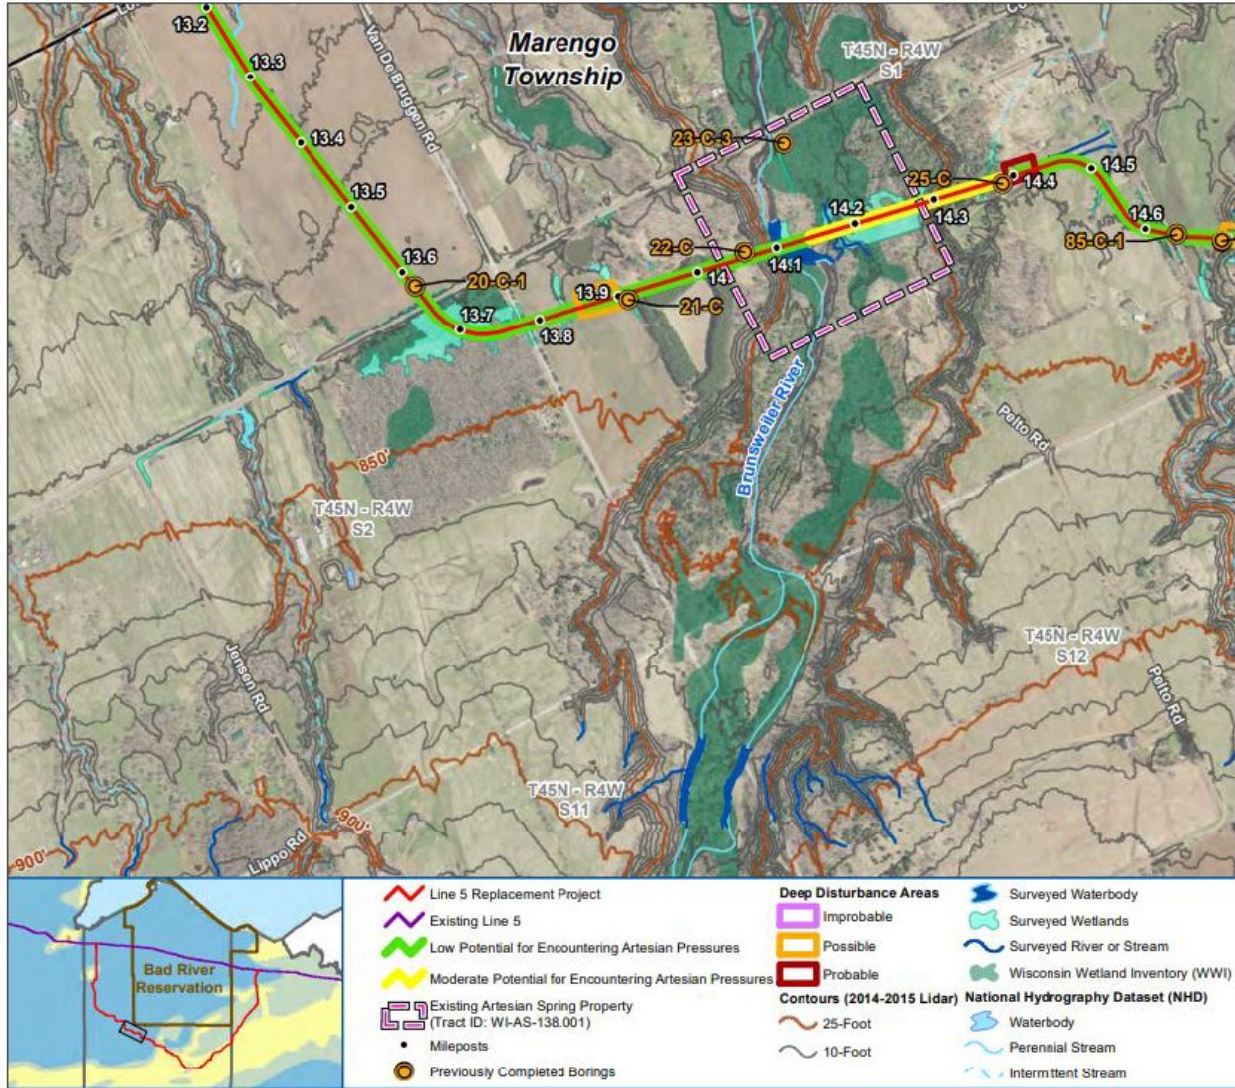 13.2
13.3
13.4
13.5
13.6
20-C-1
13.7
13.8
13.9
21-C
14
22-C
14.1
14.2
14.3
25-C
14.4
14.5
14.6
85-C-1
23-C-3
Van De Bruggen Rd
Marengo
Township
T45N - R4W
S1
Brunsweiler River
Pelto Rd
850'
T45N - R4W
S2
Jensen Rd
T45N - R4W
S12
Pelto Rd
T45N - R4W
S11
900'
900'
Lippo Rd
Bad River
Reservation
Line 5 Replacement Project
Existing Line 5
Low Potential for Encountering Artesian Pressures
Moderate Potential for Encountering Artesian Pressures
Existing Artesian Spring Property
(Tract ID: WI-AS-138.001)
Mileposts
Previously Completed Borings
Deep Disturbance Areas
Improbable
Possible
Probable
Contours (2014-2015 Lidar)
25-Foot
10-Foot
Surveyed Waterbody
Surveyed Wetlands
Surveyed River or Stream
Wisconsin Wetland Inventory (WWI)
National Hydrography Dataset (NHD)
Waterbody
Perennial Stream
Intermittent Stream